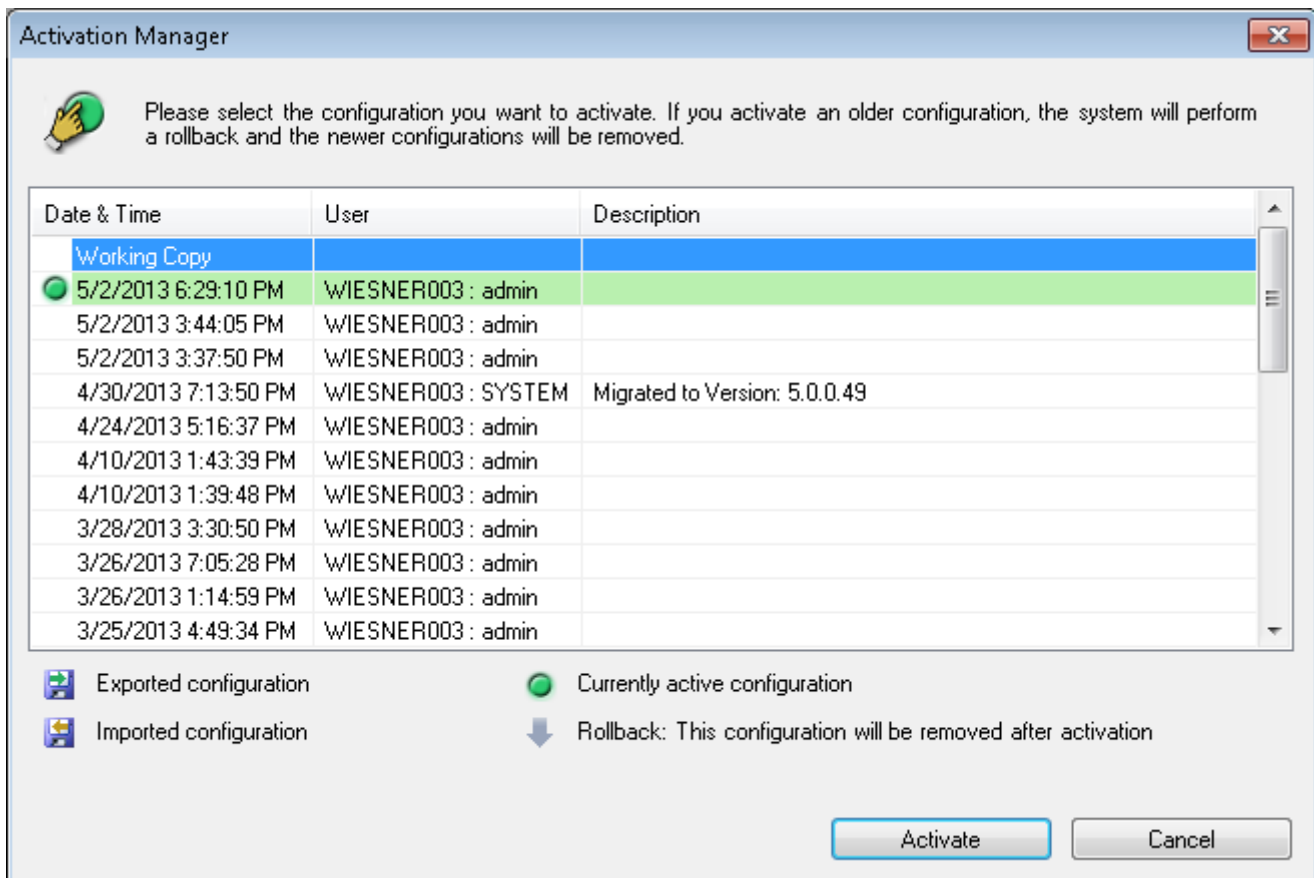 Activation Manager
Please select the configuration you want to activate. If you activate an older configuration, the system will perform
a rollback and the newer configurations will be removed.
Date & Time User Description
Working Copy
5/2/2013 6:29:10 PM WIESNER003 : admin
5/2/2013 3:44:05 PM WIESNER003 : admin
5/2/2013 3:37:50 PM WIESNER003 : admin
4/30/2013 7:13:50 PM WIESNER003 : SYSTEM Migrated to Version: 5.0.0.49
4/24/2013 5:16:37 PM WIESNER003 : admin
4/10/2013 1:43:39 PM WIESNER003 : admin
4/10/2013 1:39:48 PM WIESNER003 : admin
3/28/2013 3:30:50 PM WIESNER003 : admin
3/26/2013 7:05:28 PM WIESNER003 : admin
3/26/2013 1:14:59 PM WIESNER003 : admin
3/25/2013 4:49:34 PM WIESNER003 : admin
Exported configuration Currently active configuration
Imported configuration Rollback: This configuration will be removed after activation
Activate Cancel